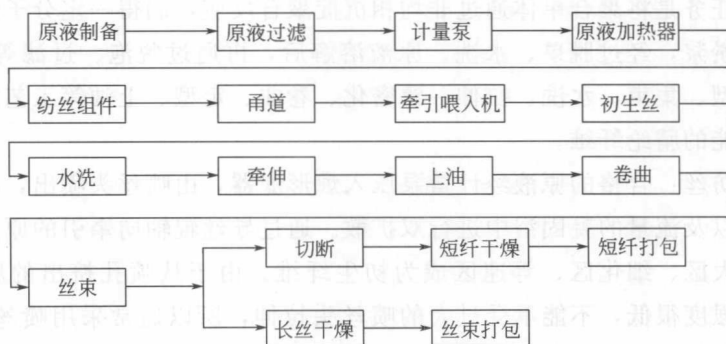 原液制备 原液过滤 计量泵 原液加热器
纺丝组件 甬道 牵引喂入机 初生丝
水洗 牵伸 上油 卷曲
切断 短纤干燥 短纤打包
丝束
长丝干燥 丝束打包